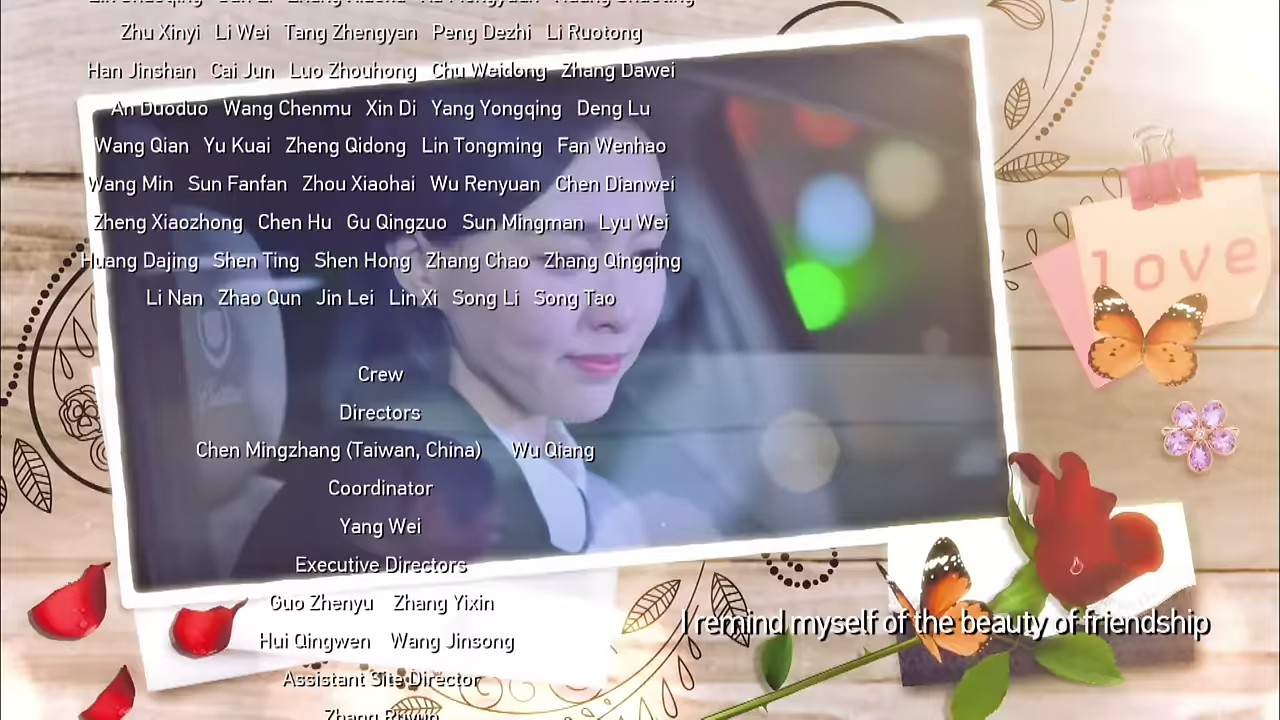 Zhu Xinyi Li Wei Tang Zhengyan Peng Dezhi Li Ruotong
Han Jinshan Cai Jun Luo Zhouhong Chu Weidong Zhang Dawei
An Duoduo Wang Chenmu Xin Di Yang Yongqing Deng Lu
Wang Qian Yu Kuai Zheng Qidong Lin Tongming Fan Wenhao
Wang Min Sun Fanfan Zhou Xiaohai Wu Renyuan Chen Dianwei
Zheng Xiaozhong Chen Hu Gu Qingzuo Sun Mingman Lyu Wei
Huang Dajing Shen Ting Shen Hong Zhang Chao Zhang Qingqing
Li Nan Zhao Qun Jin Lei Lin Xi Song Li Song Tao
love
Crew
Directors
Chen Mingzhang (Taiwan, China) Wu Qiang
Coordinator
Yang Wei
Executive Directors
Guo Zhenyu Zhang Yixin
I remind myself of the beauty of friendship
Hui Qingwen Wang Jinsong
Assistant Site Director